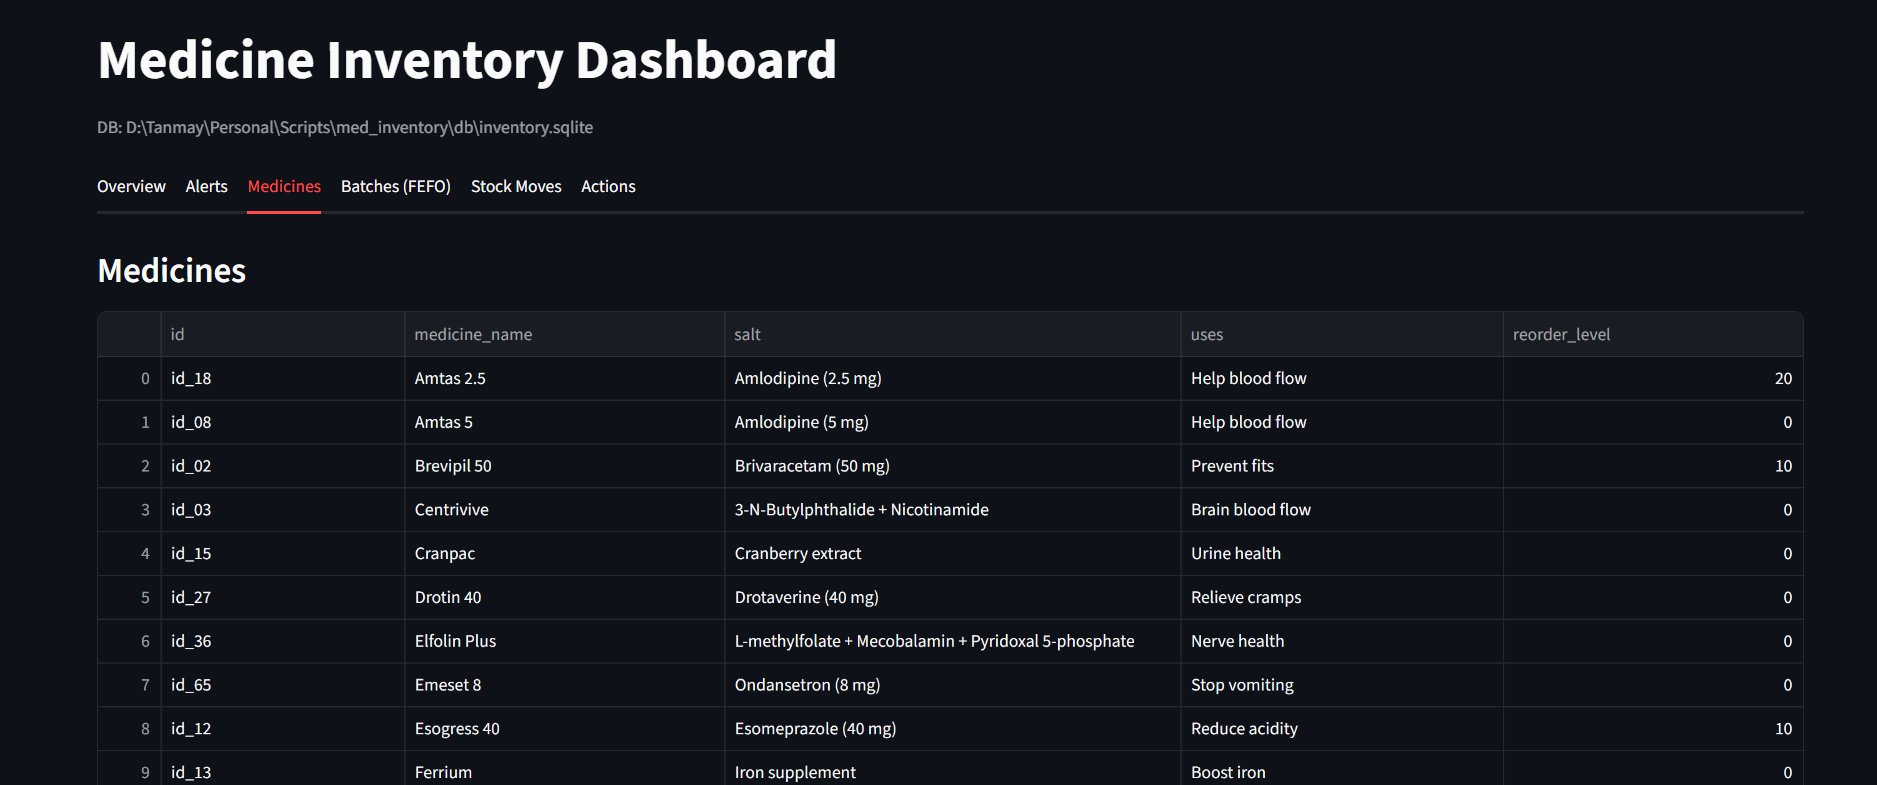 Medicine Inventory Dashboard
DB: D:\Tanmay\Personal\Scripts\med_inventory\db\inventory.sqlite
Overview Alerts Medicines Batches (FEFO) Stock Moves Actions
Medicines
id medicine_name salt uses reorder_level
0 id_18 Amtas 2.5 Amlodipine (2.5 mg) Help blood flow 20
1 id_08 Amtas 5 Amlodipine (5 mg) Help blood flow 0
2 id_02 Brevipil 50 Brivaracetam (50 mg) Prevent fits 10
3 id_03 Centrivive 3-N-Butylphthalide + Nicotinamide Brain blood flow 0
4 id_15 Cranpac Cranberry extract Urine health 0
5 id_27 Drotin 40 Drotaverine (40 mg) Relieve cramps 0
6 id_36 Elfolin Plus L-methylfolate + Mecobalamin + Pyridoxal 5-phosphate Nerve health 0
7 id_65 Emeset 8 Ondansetron (8 mg) Stop vomiting 0
8 id_12 Esogress 40 Esomeprazole (40 mg) Reduce acidity 10
9 id_13 Ferrium Iron supplement Boost iron 0